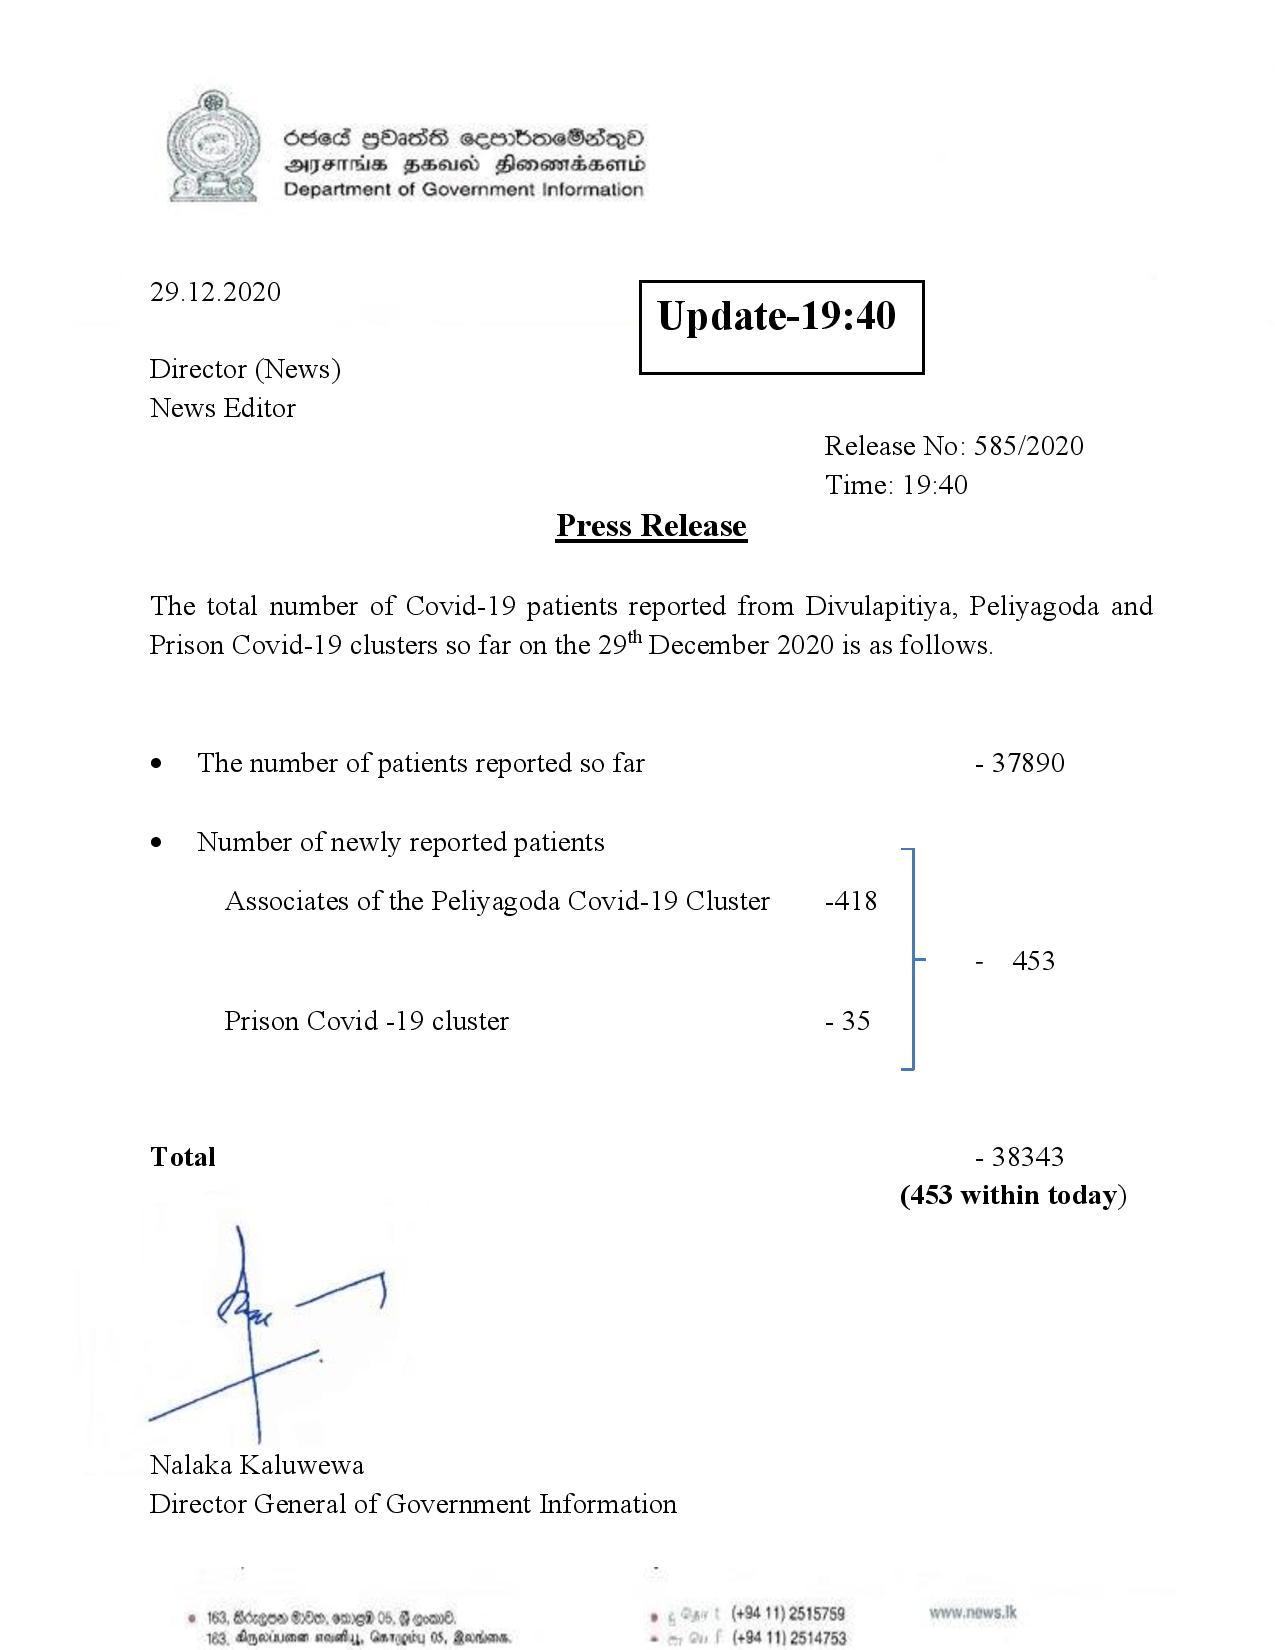 රජයේ ප්‍රවෘත්ති දෙපාර්තමේන්තුව
அரசாங்க தகவல் திணைக்களம்
Department of Government Information
29.12.2020
Update-19:40
Director (News)
News Editor
Release No: 585/2020
Time: 19:40
Press Release
The total number of Covid-19 patients reported from Divulapitiya, Peliyagoda and
Prison Covid-19 clusters so far on the 29th December 2020 is as follows.
• The number of patients reported so far - 37890
• Number of newly reported patients
Associates of the Peliyagoda Covid-19 Cluster -418
- 453
Prison Covid -19 cluster - 35
Total - 38343
(453 within today)
Nalaka Kaluwewa
Director General of Government Information
163, කිරුලපන මාවත, කොළඹ 05, ශ්‍රී ලංකාව. (+94 11) 2515759 www.news.lk
163, கிருலப்பனை எவனியூ, கொழும்பு 05, இலங்கை. (+94 11) 2514753